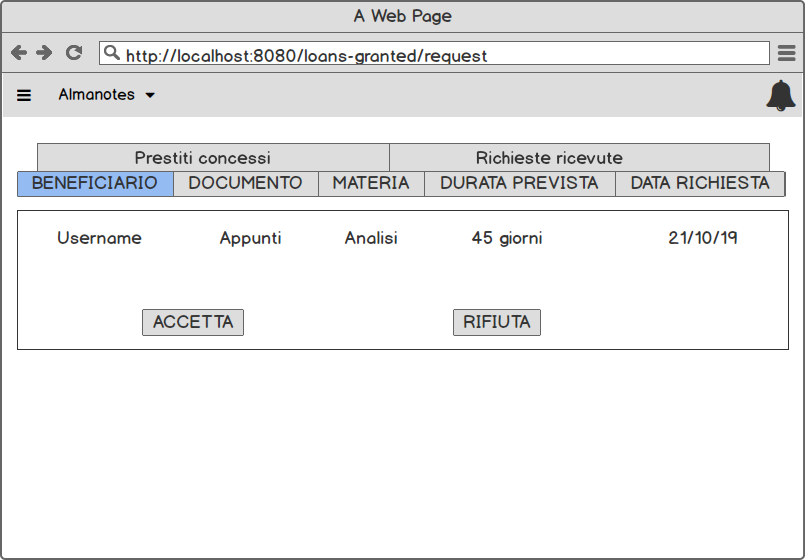 A Web Page
http://localhost:8080/loans-granted/request
Almanotes
Prestiti concessi Richieste ricevute
BENEFICIARIO DOCUMENTO MATERIA DURATA PREVISTA DATA RICHIESTA
Username Appunti Analisi 45 giorni 21/10/19
ACCETTA RIFIUTA